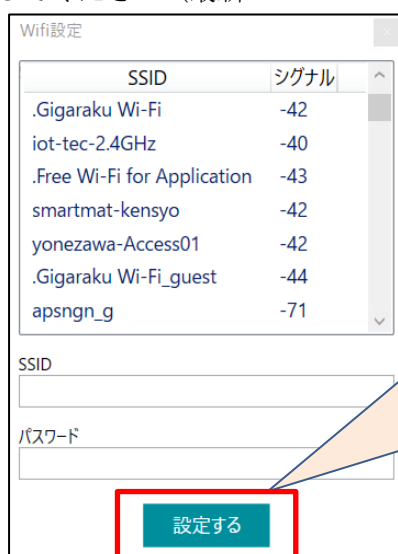 Wifi設定
SSID シグナル
.Gigaraku Wi-Fi -42
iot-tec-2.4GHz -40
.Free Wi-Fi for Application -43
smartmat-kensyo -42
yonezawa-Access01 -42
.Gigaraku Wi-Fi_guest -44
apsngn_g -71
SSID
パスワード
設定する